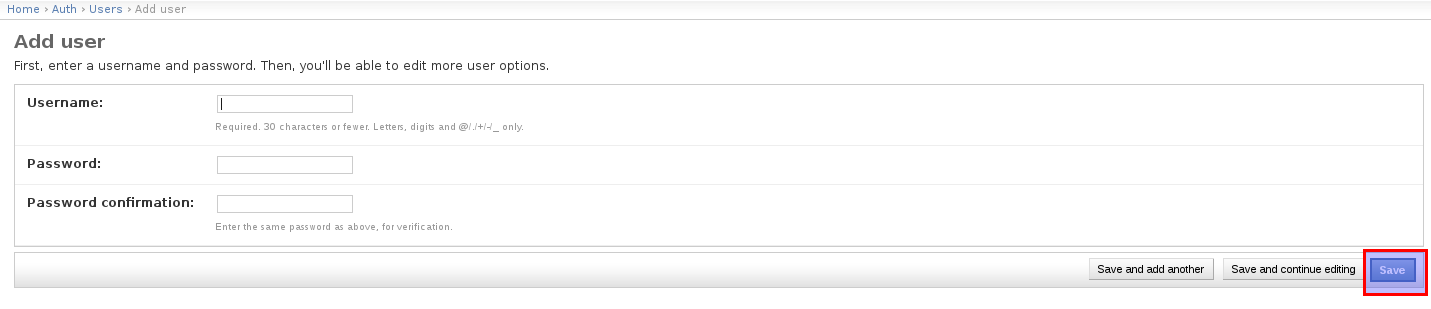 Home › Auth › Users › Add user
Add user
First, enter a username and password. Then, you'll be able to edit more user options.
Username:
Required. 30 characters or fewer. Letters, digits and @/./+/-/_ only.
Password:
Password confirmation:
Enter the same password as above, for verification.
Save and add another Save and continue editing Save